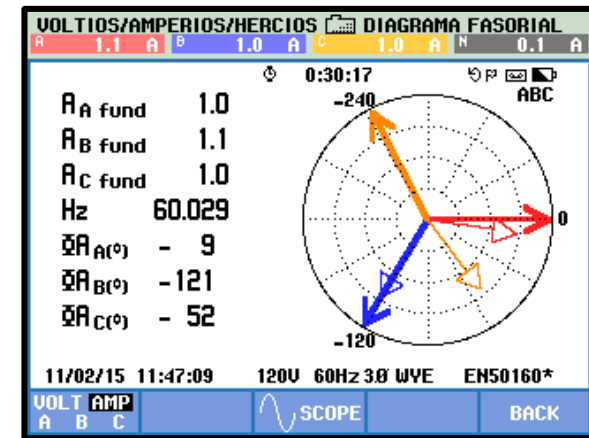 VOLTIOS/AMPERIOS/HERCIOS DIAGRAMA FASORIAL
A 1.1 A B 1.0 A C 1.0 A N 0.1 A
0:30:17
ABC
-240
A A fund 1.0
A B fund 1.1
A C fund 1.0
Hz 60.029
ΦA A(°) - 9
ΦA B(°) -121
ΦA C(°) - 52
0
-120
11/02/15 11:47:09 120V 60Hz 3Ø WYE EN50160*
VOLT AMP
A B C
SCOPE
BACK